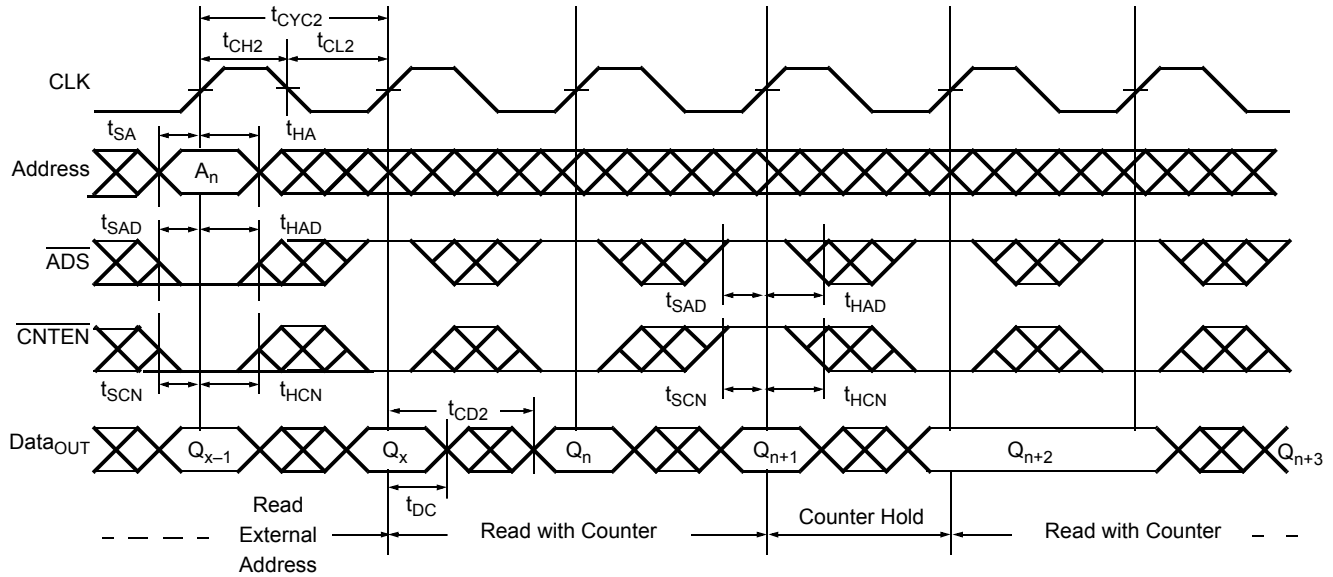 tCYC2
tCH2
tCL2
CLK
tSA
tHA
Address
An
tSAD
tHAD
ADS
tSAD
tHAD
CNTEN
tSCN
tHCN
tSCN
tHCN
tCD2
DataOUT
Qx–1
Qx
Qn
Qn+1
Qn+2
Qn+3
tDC
Read
External
Address
Read with Counter
Counter Hold
Read with Counter